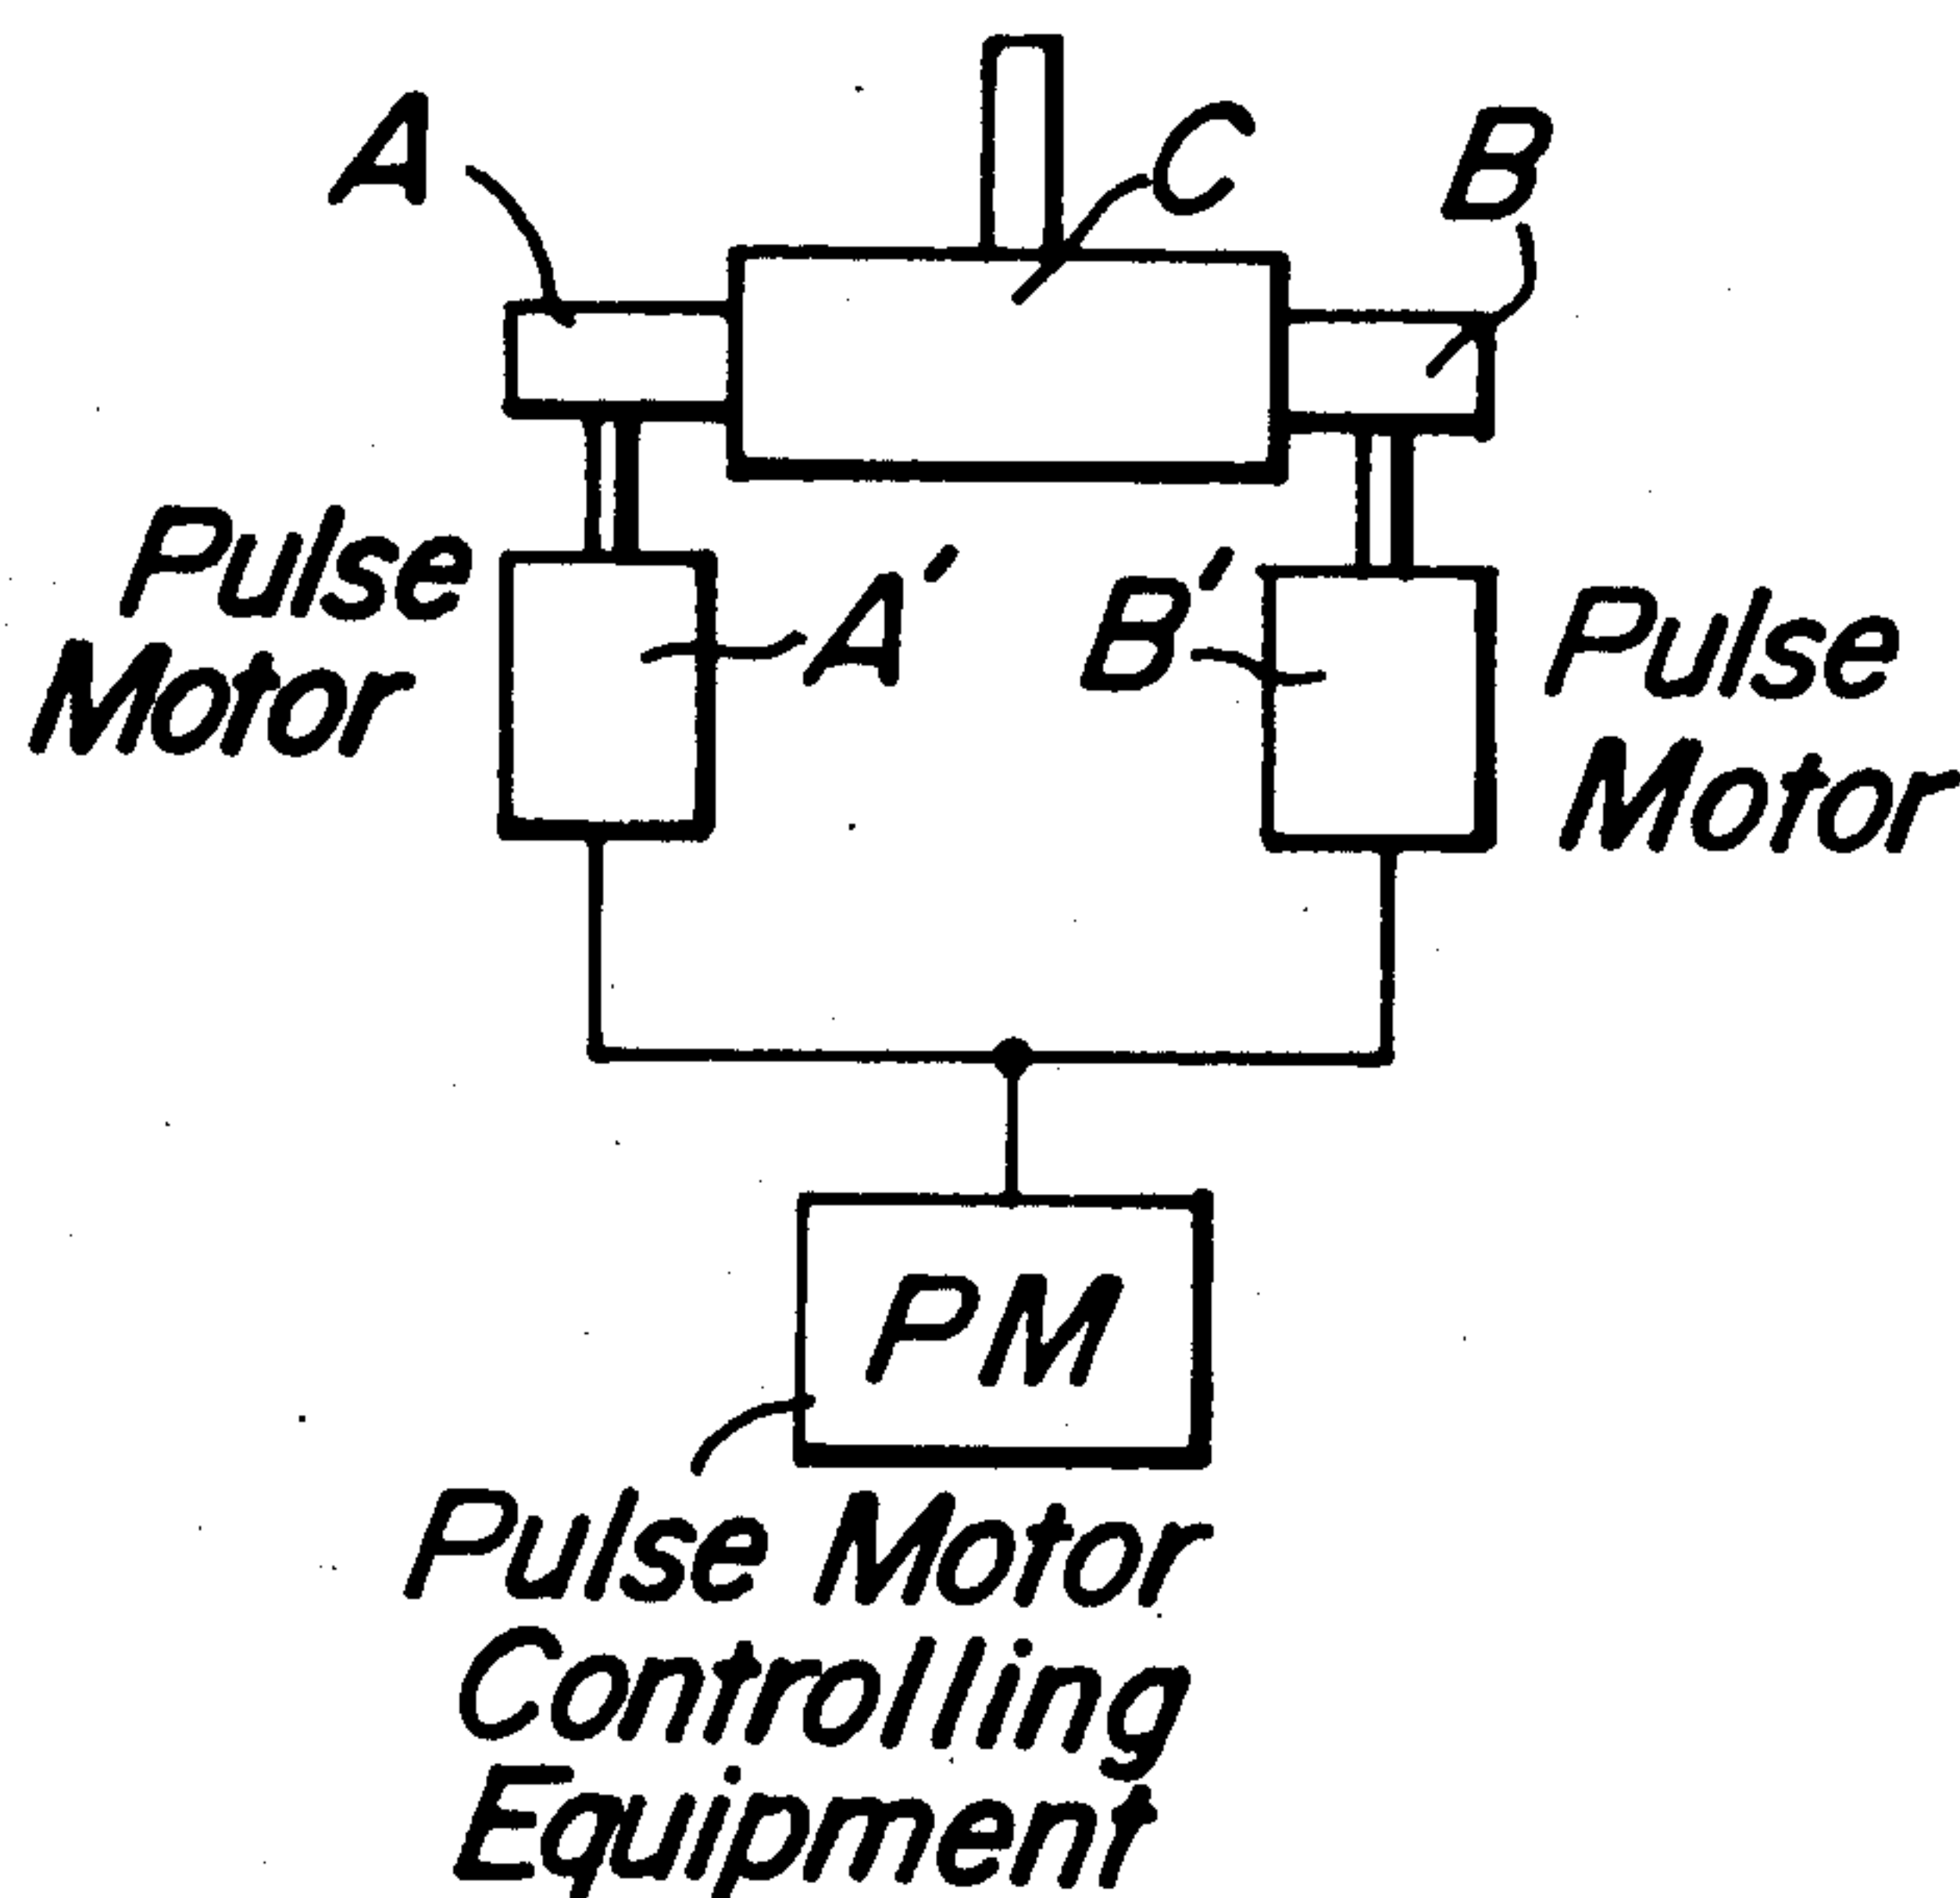 A
C
B
Pulse
Motor
A′
B′
Pulse
Motor
PM
Pulse Motor
Controlling
Equipment